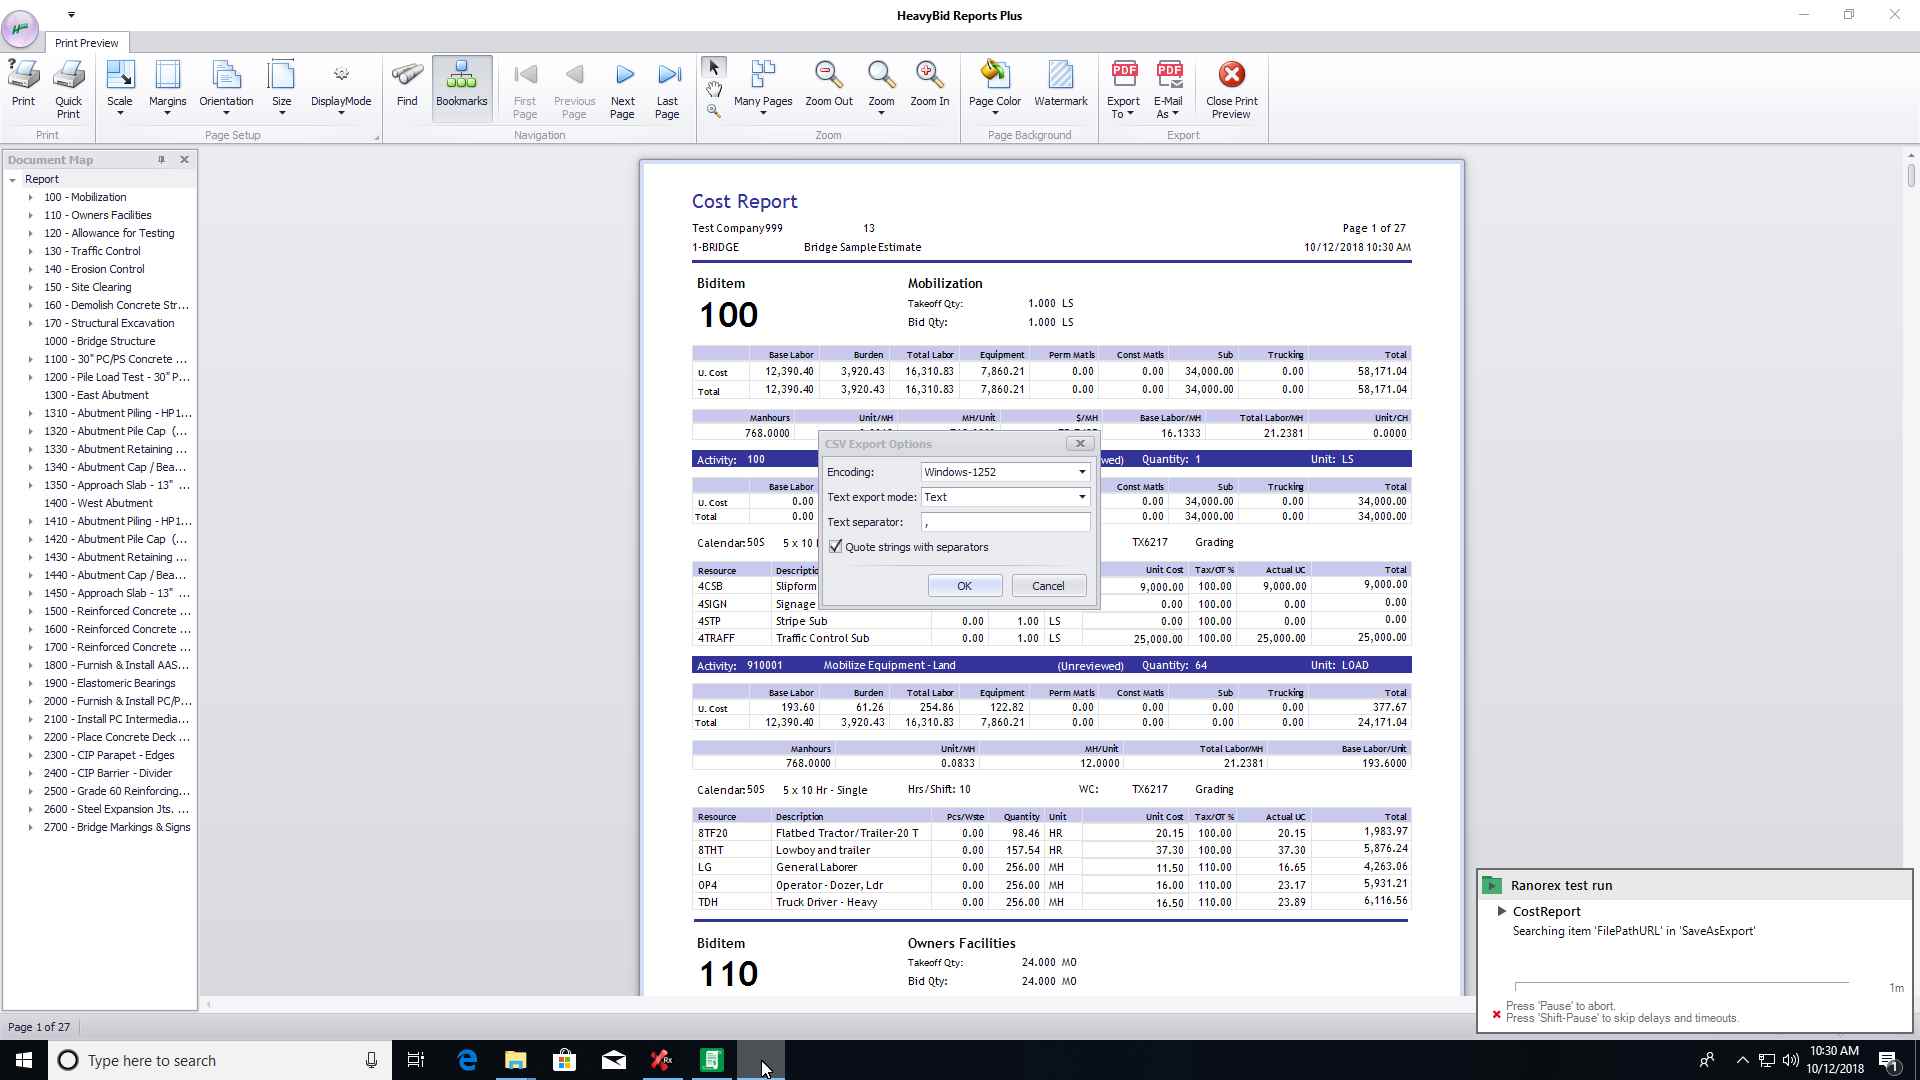 HeavyBid Reports Plus
Print Preview
Print
Quick Print
Scale
Margins
Orientation
Size
DisplayMode
Find
Bookmarks
First Page
Previous Page
Next Page
Last Page
Many Pages
Zoom Out
Zoom
Zoom In
Page Color
Watermark
PDF
Export To
PDF
E-Mail As
Close Print Preview
Print
Page Setup
Navigation
Zoom
Page Background
Export
Document Map
Report
100 - Mobilization
110 - Owners Facilities
120 - Allowance for Testing
130 - Traffic Control
140 - Erosion Control
150 - Site Clearing
160 - Demolish Concrete Str...
170 - Structural Excavation
1000 - Bridge Structure
1100 - 30" PC/PS Concrete ...
1200 - Pile Load Test - 30" P...
1300 - East Abutment
1310 - Abutment Piling - HP1...
1320 - Abutment Pile Cap (...
1330 - Abutment Retaining ...
1340 - Abutment Cap / Bea...
1350 - Approach Slab - 13" ...
1400 - West Abutment
1410 - Abutment Piling - HP1...
1420 - Abutment Pile Cap (...
1430 - Abutment Retaining ...
1440 - Abutment Cap / Bea...
1450 - Approach Slab - 13" ...
1500 - Reinforced Concrete ...
1600 - Reinforced Concrete ...
1700 - Reinforced Concrete ...
1800 - Furnish & Install AAS...
1900 - Elastomeric Bearings
2000 - Furnish & Install PC/P...
2100 - Install PC Intermedia...
2200 - Place Concrete Deck ...
2300 - CIP Parapet - Edges
2400 - CIP Barrier - Divider
2500 - Grade 60 Reinforcing...
2600 - Steel Expansion Jts. ...
2700 - Bridge Markings & Signs
Cost Report
Test Company999 13 Page 1 of 27
1-BRIDGE Bridge Sample Estimate 10/12/2018 10:30 AM
Biditem Mobilization
100 Takeoff Qty: 1.000 LS
Bid Qty: 1.000 LS
Base Labor Burden Total Labor Equipment Perm Matls Const Matls Sub Trucking Total
U. Cost 12,390.40 3,920.43 16,310.83 7,860.21 0.00 0.00 34,000.00 0.00 58,171.04
Total 12,390.40 3,920.43 16,310.83 7,860.21 0.00 0.00 34,000.00 0.00 58,171.04
Manhours Unit/MH MH/Unit $/MH Base Labor/MH Total Labor/MH Unit/CH
768.0000 16.1333 21.2381 0.0000
Activity: 100 wed) Quantity: 1 Unit: LS
Base Labor Const Matls Sub Trucking Total
U. Cost 0.00 0.00 34,000.00 0.00 34,000.00
Total 0.00 0.00 34,000.00 0.00 34,000.00
Calendar: 50S 5 x 10 TX6217 Grading
Resource Descriptio Unit Cost Tax/OT % Actual UC Total
4CSB Slipform 9,000.00 100.00 9,000.00 9,000.00
4SIGN Signage 0.00 100.00 0.00 0.00
4STP Stripe Sub 0.00 1.00 LS 0.00 100.00 0.00 0.00
4TRAFF Traffic Control Sub 0.00 1.00 LS 25,000.00 100.00 25,000.00 25,000.00
CSV Export Options
Encoding: Windows-1252
Text export mode: Text
Text separator: ,
Quote strings with separators
OK Cancel
Activity: 910001 Mobilize Equipment - Land (Unreviewed) Quantity: 64 Unit: LOAD
Base Labor Burden Total Labor Equipment Perm Matls Const Matls Sub Trucking Total
U. Cost 193.60 61.26 254.86 122.82 0.00 0.00 0.00 0.00 377.67
Total 12,390.40 3,920.43 16,310.83 7,860.21 0.00 0.00 0.00 0.00 24,171.04
Manhours Unit/MH MH/Unit Total Labor/MH Base Labor/Unit
768.0000 0.0833 12.0000 21.2381 193.6000
Calendar: 50S 5 x 10 Hr - Single Hrs/Shift: 10 WC: TX6217 Grading
Resource Description Pcs/Wste Quantity Unit Unit Cost Tax/OT % Actual UC Total
8TF20 Flatbed Tractor/Trailer-20 T 0.00 98.46 HR 20.15 100.00 20.15 1,983.97
8THT Lowboy and trailer 0.00 157.54 HR 37.30 100.00 37.30 5,876.24
LG General Laborer 0.00 256.00 MH 11.50 110.00 16.65 4,263.06
OP4 Operator - Dozer, Ldr 0.00 256.00 MH 16.00 110.00 23.17 5,931.21
TDH Truck Driver - Heavy 0.00 256.00 MH 16.50 110.00 23.89 6,116.56
Biditem Owners Facilities
110 Takeoff Qty: 24.000 MO
Bid Qty: 24.000 MO
Ranorex test run
CostReport
Searching item 'FilePathURL' in 'SaveAsExport'
1m
Press 'Pause' to abort.
Press 'Shift-Pause' to skip delays and timeouts.
Page 1 of 27
Type here to search
10:30 AM
10/12/2018
1